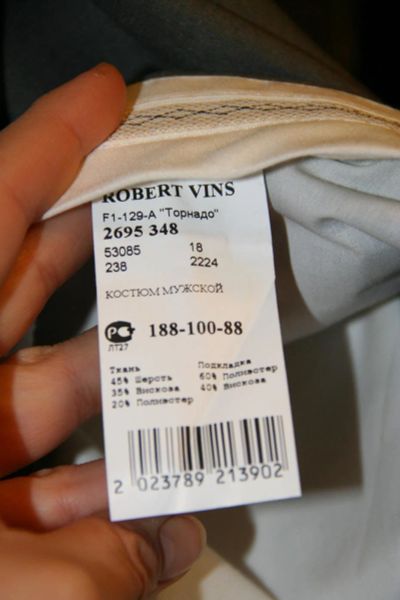 ROBERT VINS
F1-129-А "Торнадо"
2695 348
53085 18
238 2224
КОСТЮМ МУЖСКОЙ
РСТ 188-100-88
ЛТ27
Ткань Подкладка
45% Шерсть 60% Полиэстер
35% Вискоза 40% Вискоза
20% Полиэстер
2 023789 213902